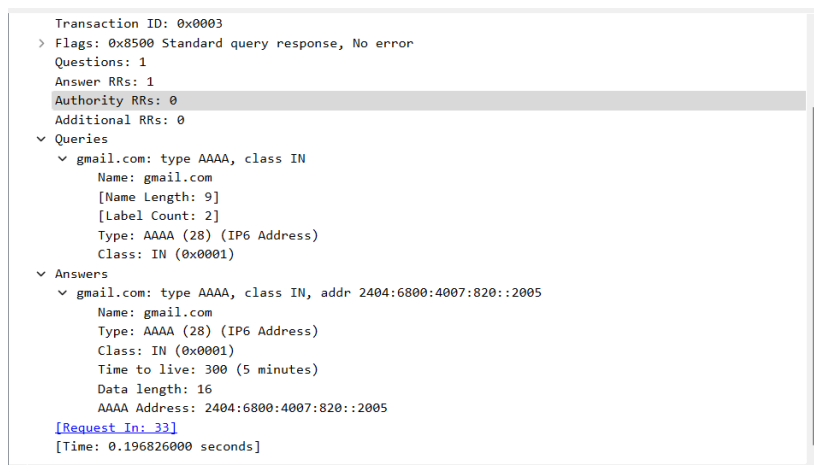 Transaction ID: 0x0003
Flags: 0x8500 Standard query response, No error
Questions: 1
Answer RRs: 1
Authority RRs: 0
Additional RRs: 0
Queries
gmail.com: type AAAA, class IN
Name: gmail.com
[Name Length: 9]
[Label Count: 2]
Type: AAAA (28) (IP6 Address)
Class: IN (0x0001)
Answers
gmail.com: type AAAA, class IN, addr 2404:6800:4007:820::2005
Name: gmail.com
Type: AAAA (28) (IP6 Address)
Class: IN (0x0001)
Time to live: 300 (5 minutes)
Data length: 16
AAAA Address: 2404:6800:4007:820::2005
[Request In: 33]
[Time: 0.196826000 seconds]